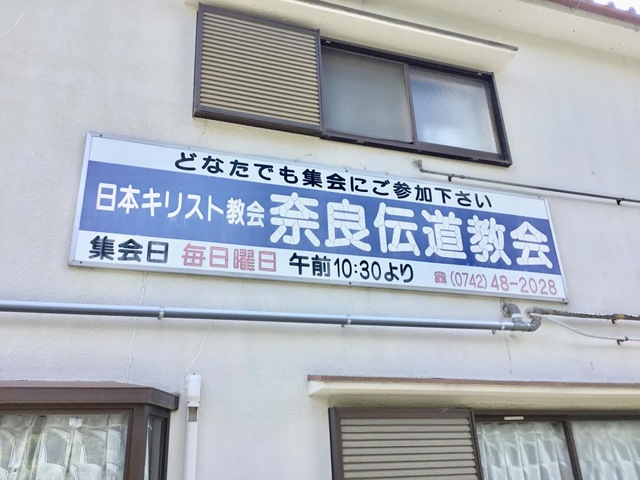 どなたでも集会にご参加下さい
日本キリスト教会 奈良伝道教会
集会日 毎日曜日 午前10:30より ☎(0742)48-2028